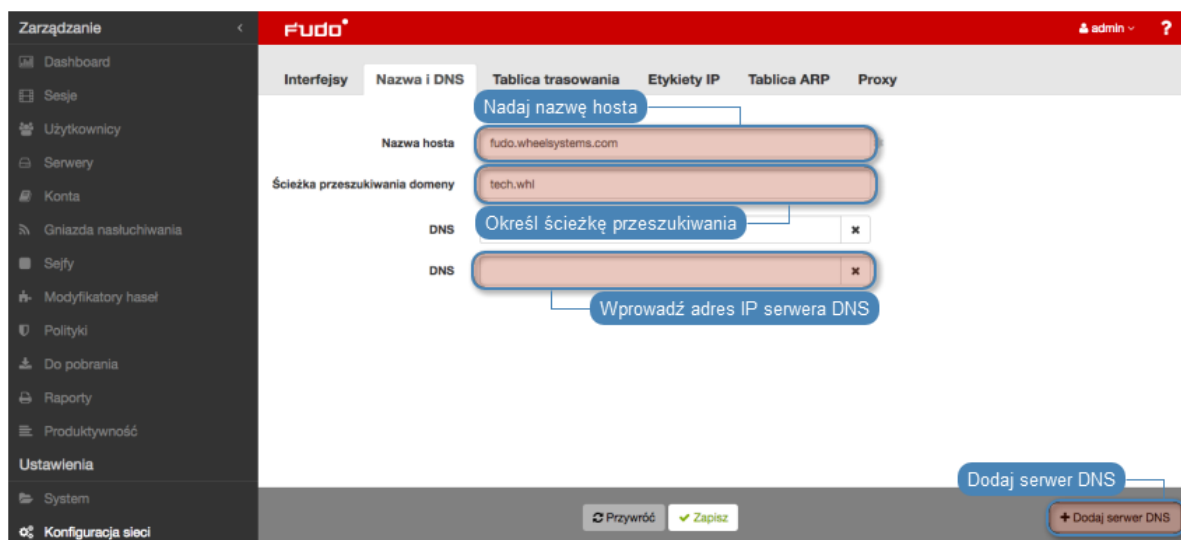 Zarządzanie
Fudo
admin
?
Dashboard
Sesje
Użytkownicy
Serwery
Konta
Gniazda nasłuchiwania
Sejfy
Modyfikatory haseł
Polityki
Do pobrania
Raporty
Produktywność
Ustawienia
System
Konfiguracja sieci
Interfejsy Nazwa i DNS Tablica trasowania Etykiety IP Tablica ARP Proxy
Nadaj nazwę hosta
Nazwa hosta fudo.wheelsystems.com
Ścieżka przeszukiwania domeny tech.whl
Określ ścieżkę przeszukiwania
DNS
DNS
Wprowadź adres IP serwera DNS
Dodaj serwer DNS
Przywróć Zapisz + Dodaj serwer DNS